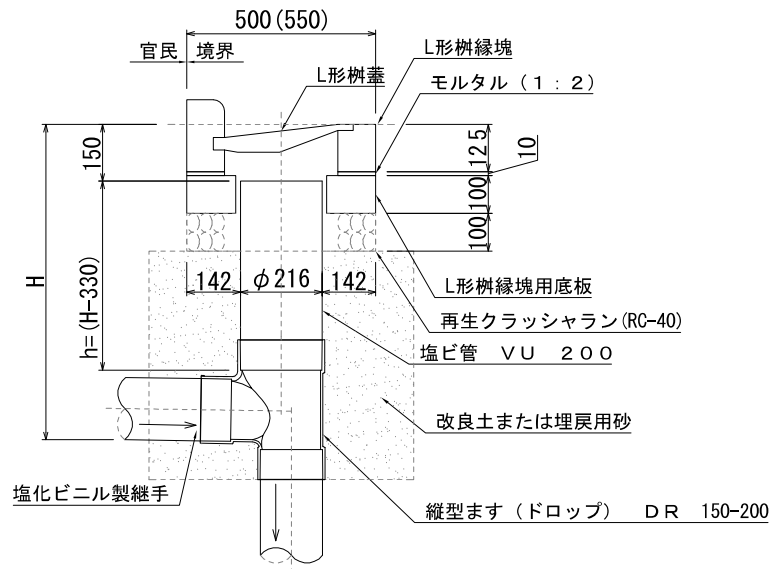 500(550)
官民 境界
L形桝縁塊
L形桝蓋
モルタル（１：２）
150
125
10
100
100
H
h=(H-330)
142
φ216
142
L形桝縁塊用底板
再生クラッシャラン(RC-40)
塩ビ管　ＶＵ　２００
改良土または埋戻用砂
塩化ビニル製継手
縦型ます（ドロップ）　ＤＲ　150-200